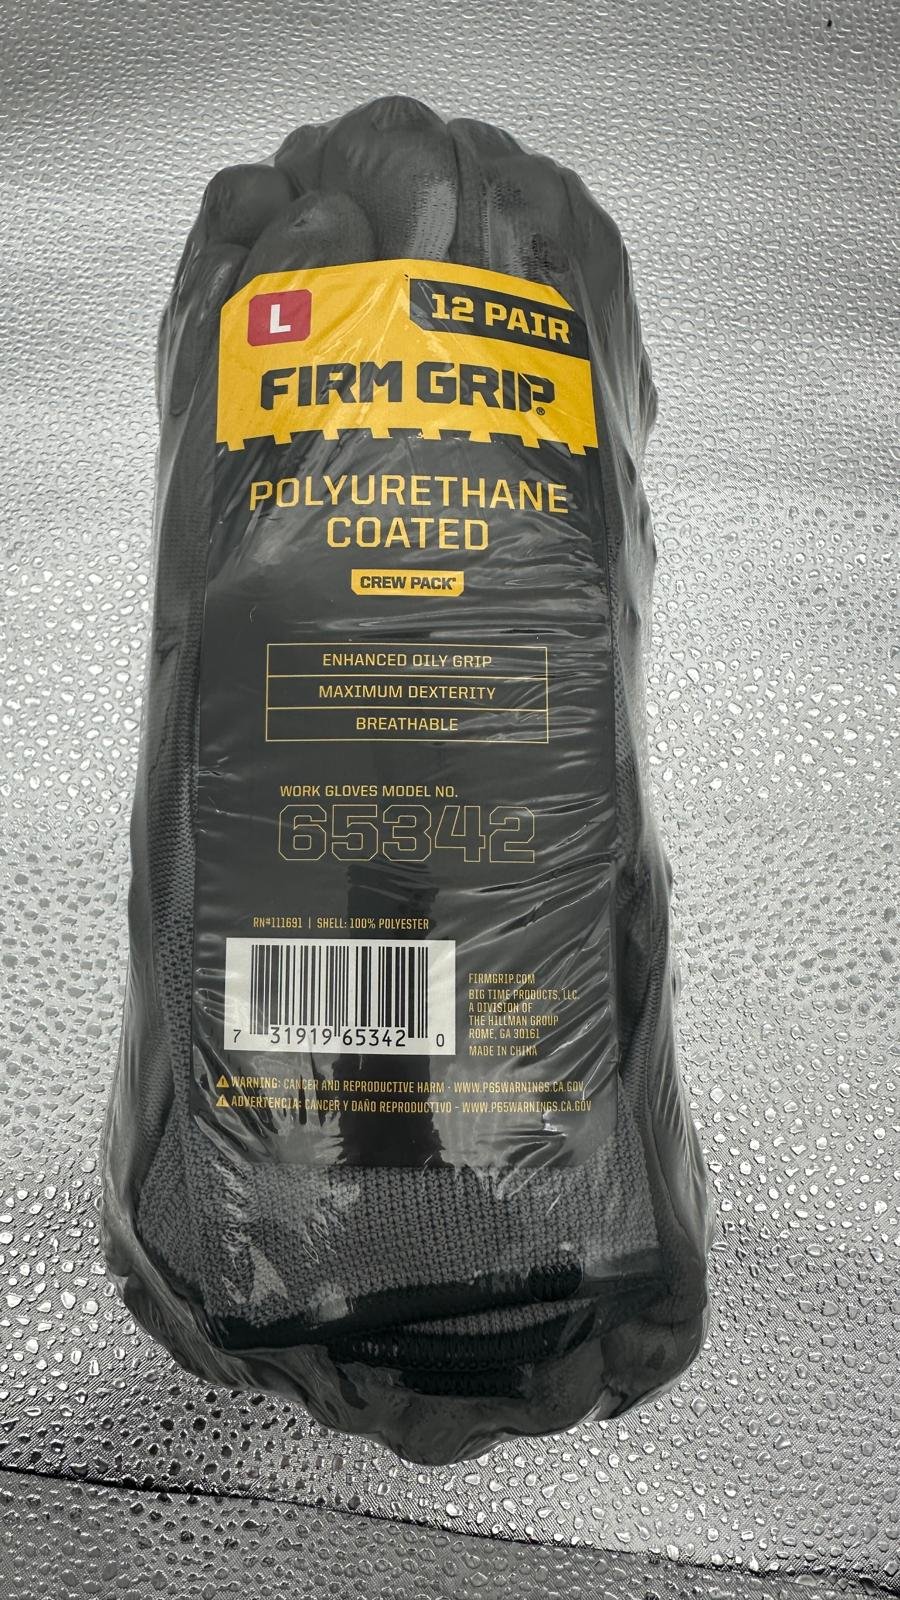 L
12 PAIR
FIRM GRIP®
POLYURETHANE
COATED
CREW PACK®
ENHANCED OILY GRIP
MAXIMUM DEXTERITY
BREATHABLE
WORK GLOVES MODEL NO.
65342
RN#111691 | SHELL: 100% POLYESTER
7 31919 65342 0
FIRMGRIP.COM
BIG TIME PRODUCTS, LLC.
A DIVISION OF
THE HILLMAN GROUP
ROME, GA 30161
MADE IN CHINA
WARNING: CANCER AND REPRODUCTIVE HARM - WWW.P65WARNINGS.CA.GOV
ADVERTENCIA: CANCER Y DAÑO REPRODUCTIVO - WWW.P65WARNINGS.CA.GOV